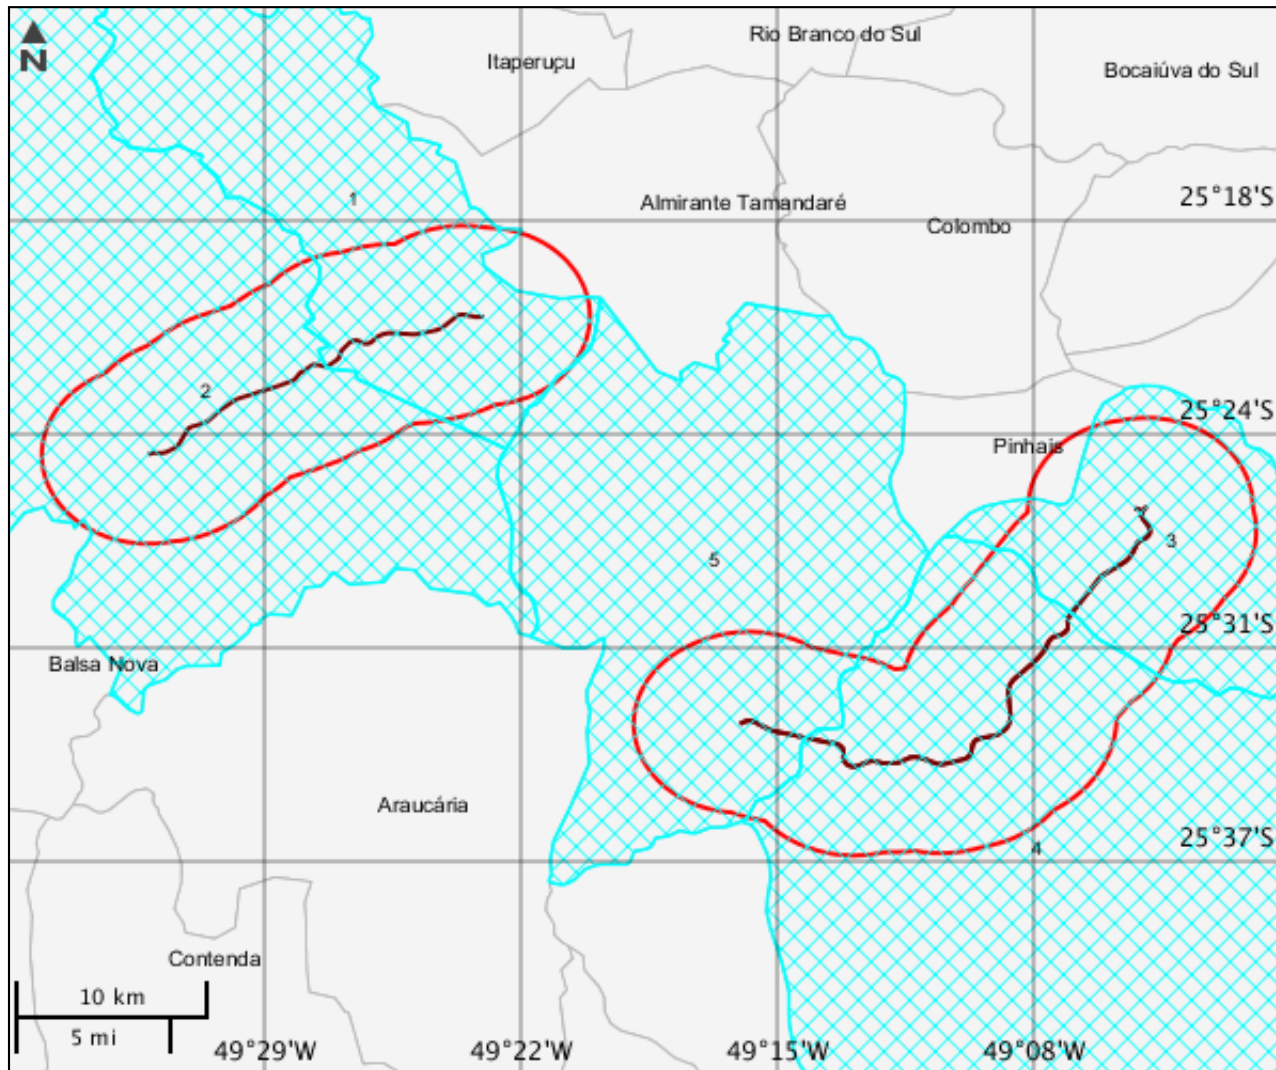 N
Rio Branco do Sul
Itaperuçu
Bocaiúva do Sul
1
25°18'S
Almirante Tamandaré
Colombo
2
25°24'S
Pinhais
3
5
25°31'S
Balsa Nova
Araucária
25°37'S
4
Contenda
10 km
5 mi
49°29'W
49°22'W
49°15'W
49°08'W